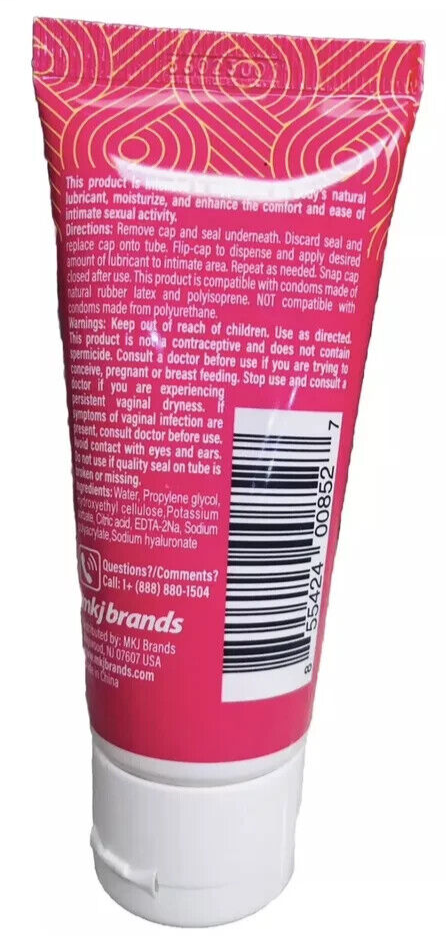 This product is to body's natural
lubricant, moisturize, and enhance the comfort and ease of
intimate sexual activity.
Directions: Remove cap and seal underneath. Discard seal and
replace cap onto tube. Flip-cap to dispense and apply desired
amount of lubricant to intimate area. Repeat as needed. Snap cap
closed after use. This product is compatible with condoms made of
natural rubber latex and polyisoprene. NOT compatible with
condoms made from polyurethane.
Warnings: Keep out of reach of children. Use as directed.
This product is not a contraceptive and does not contain
spermicide. Consult a doctor before use if you are trying to
conceive, pregnant or breast feeding. Stop use and consult a
doctor if you are experiencing
persistent vaginal dryness. If
symptoms of vaginal infection are
present, consult doctor before use.
Avoid contact with eyes and ears.
Do not use if quality seal on tube is
broken or missing.
Ingredients: Water, Propylene glycol,
cellulose, Potassium
Citric acid, EDTA-2Na, Sodium
Sodium hyaluronate
Questions?/Comments?
Call: 1+ (888) 880-1504
mkj brands
by: MKJ Brands
NJ 07607 USA
mkjbrands.com
in China
8 55424 00852 7